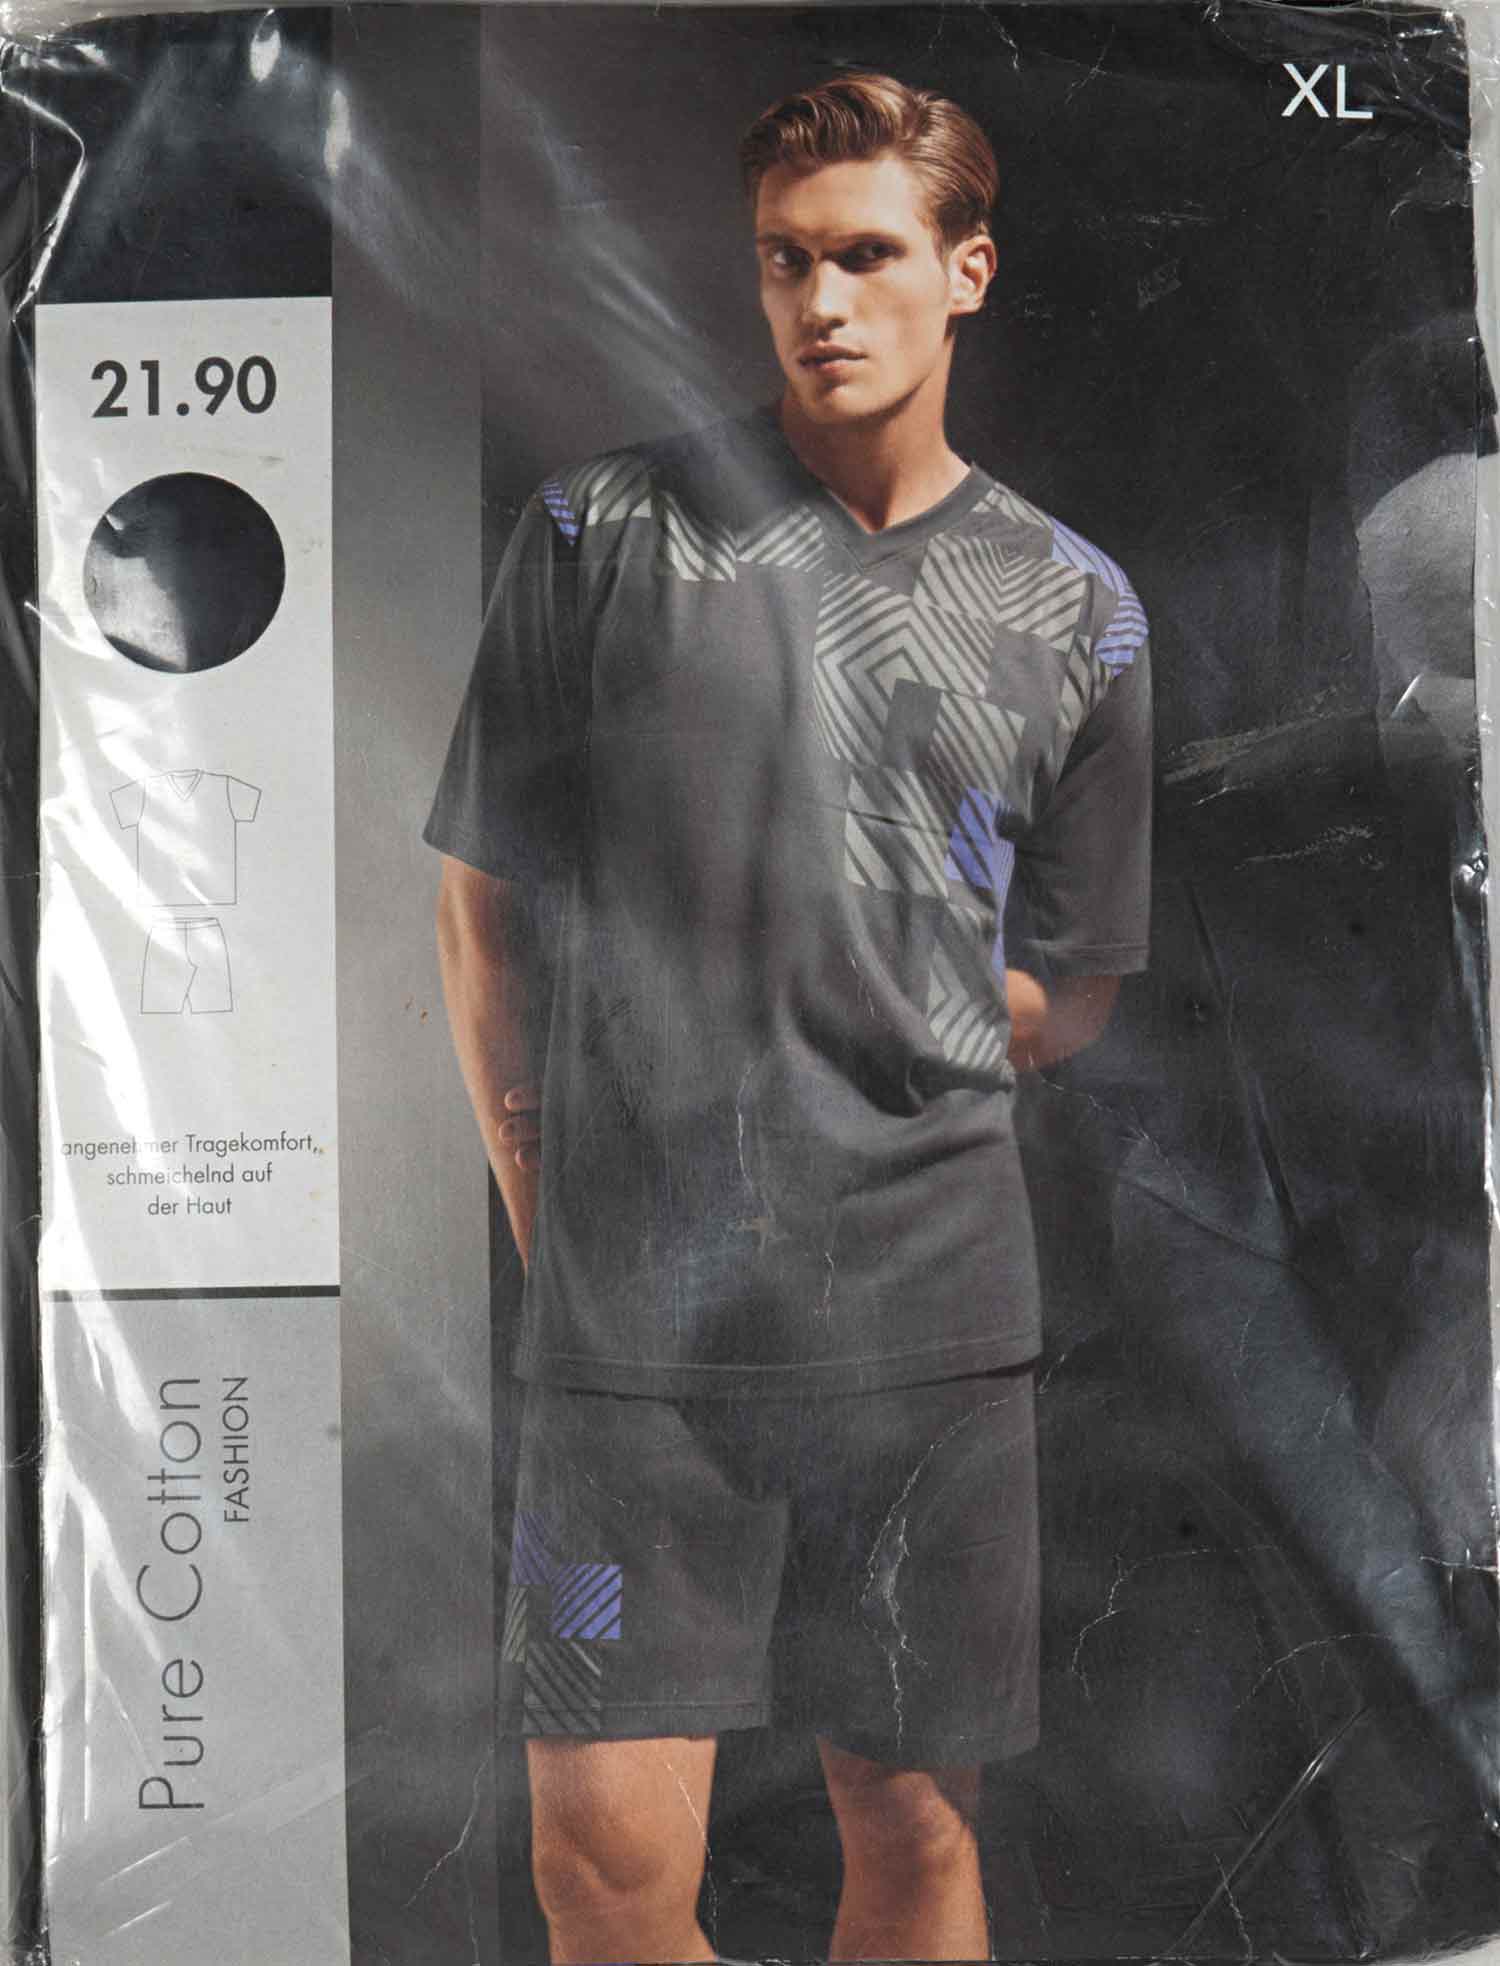 XL
21.90
angenehmer Tragekomfort,
schmeichelnd auf
der Haut
Pure Cotton
FASHION